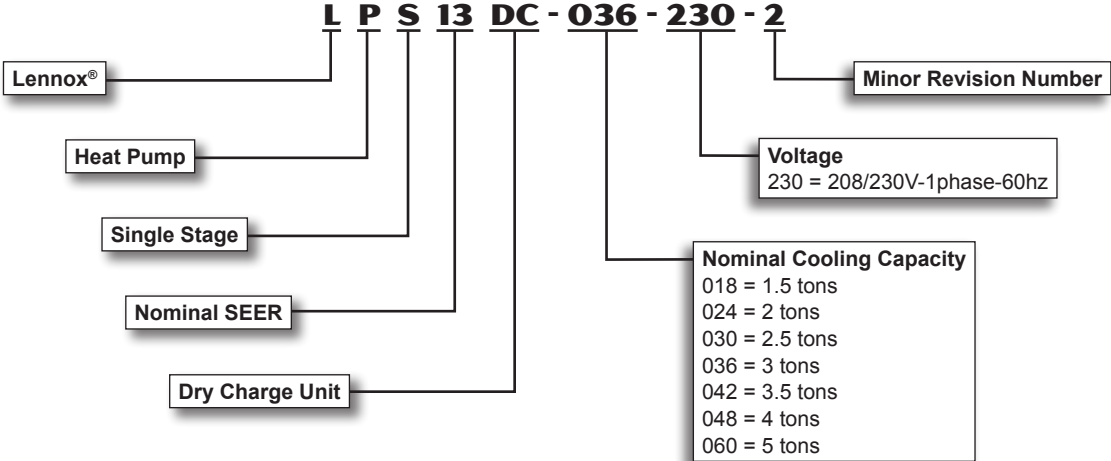 L P S 13 DC - 036 - 230 - 2
Lennox®
Minor Revision Number
Heat Pump
Voltage
230 = 208/230V-1phase-60hz
Single Stage
Nominal Cooling Capacity
018 = 1.5 tons
024 = 2 tons
030 = 2.5 tons
036 = 3 tons
042 = 3.5 tons
048 = 4 tons
060 = 5 tons
Nominal SEER
Dry Charge Unit